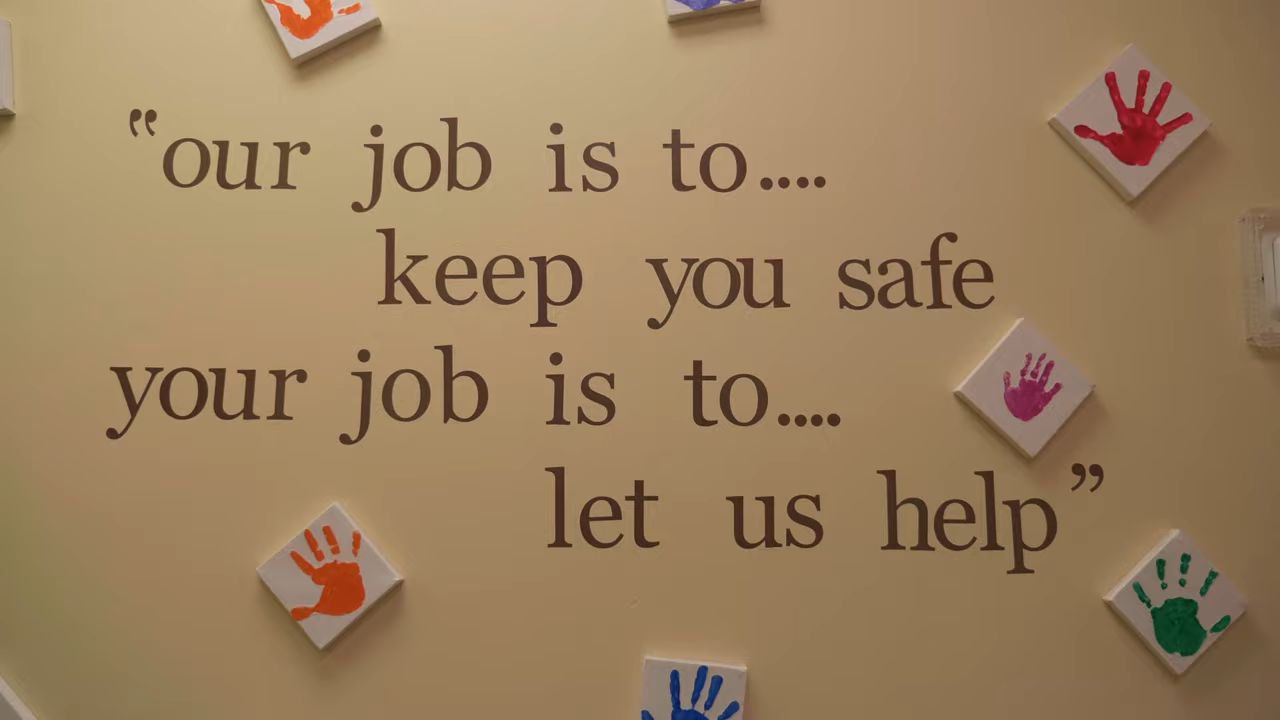 ”our job is to....
keep you safe
your job is to....
let us help”